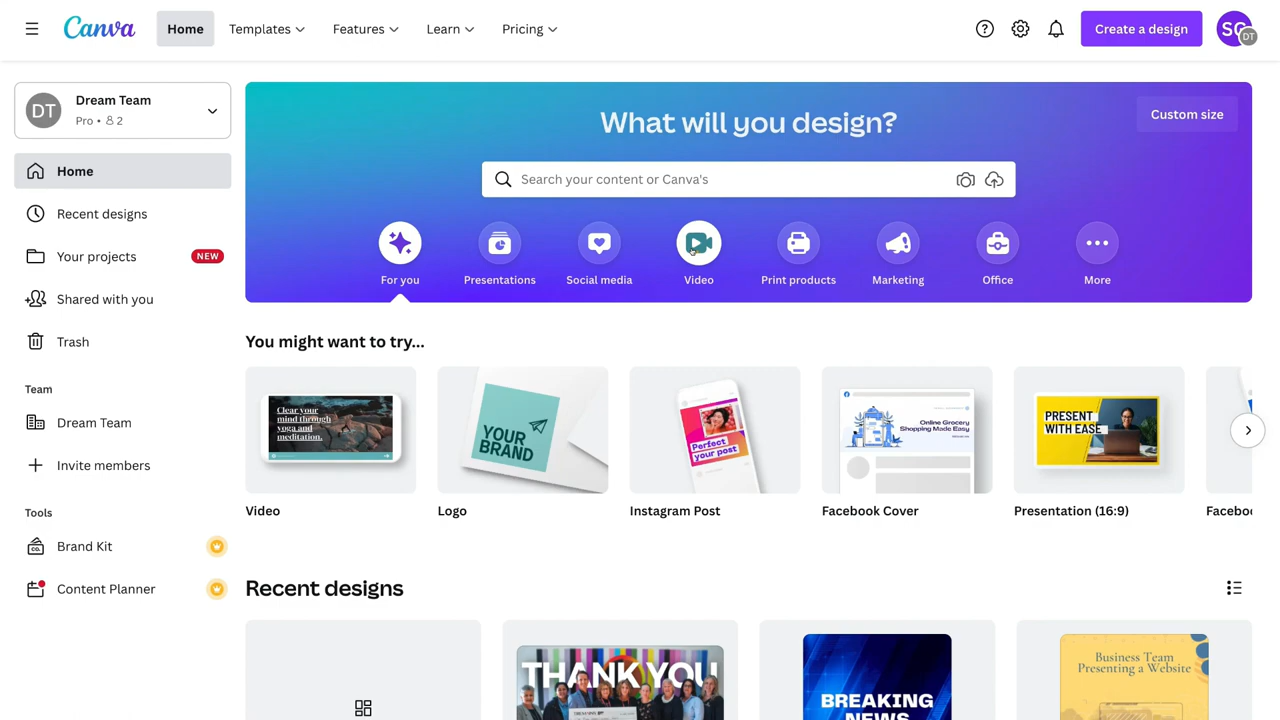 Canva
Home
Templates
Features
Learn
Pricing
Create a design
SG
DT
DT
Dream Team
Pro • 2
What will you design?
Custom size
Home
Search your content or Canva's
Recent designs
Your projects
NEW
For you
Presentations
Social media
Video
Print products
Marketing
Office
More
Shared with you
Trash
You might want to try...
Team
Dream Team
Invite members
Clear your
mind through
yoga and
meditation.
YOUR
BRAND
Perfect
your post
Online Grocery
Shopping Made Easy
PRESENT
WITH EASE
Video
Logo
Instagram Post
Facebook Cover
Presentation (16:9)
Facebo
Tools
Brand Kit
CO.
Content Planner
Recent designs
THANK YOU
BREAKING
NEWS
Business Team
Presenting a Website